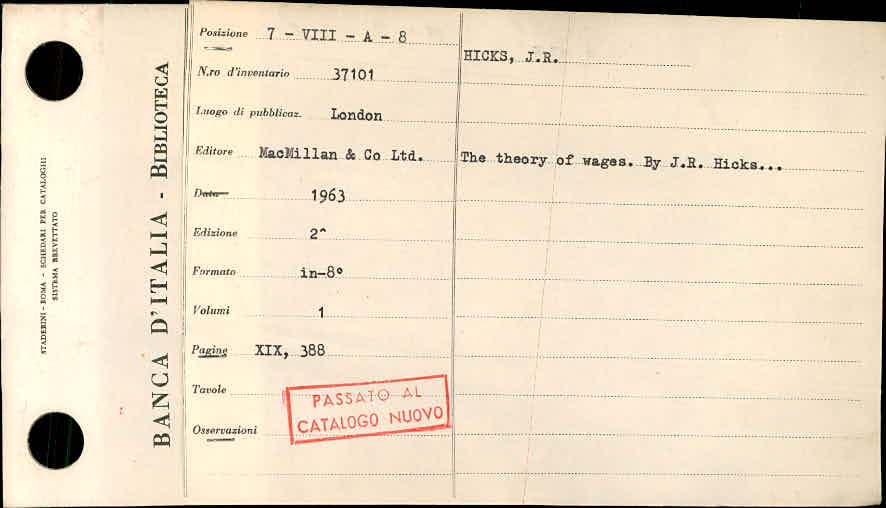 Posizione 7 - VIII - A - 8
N.ro d'inventario 37101
Luogo di pubblicaz. London
Editore MacMillan & Co Ltd.
Data 1963
Edizione 2^
Formato in-8°
Volumi 1
Pagine XIX, 388
Tavole
Osservazioni
PASSATO AL
CATALOGO NUOVO
HICKS, J.R.
The theory of wages. By J.R. Hicks...
BANCA D'ITALIA - BIBLIOTECA
STADERINI - ROMA - SCHEDARI PER CATALOGHI
SISTEMA BREVETTATO